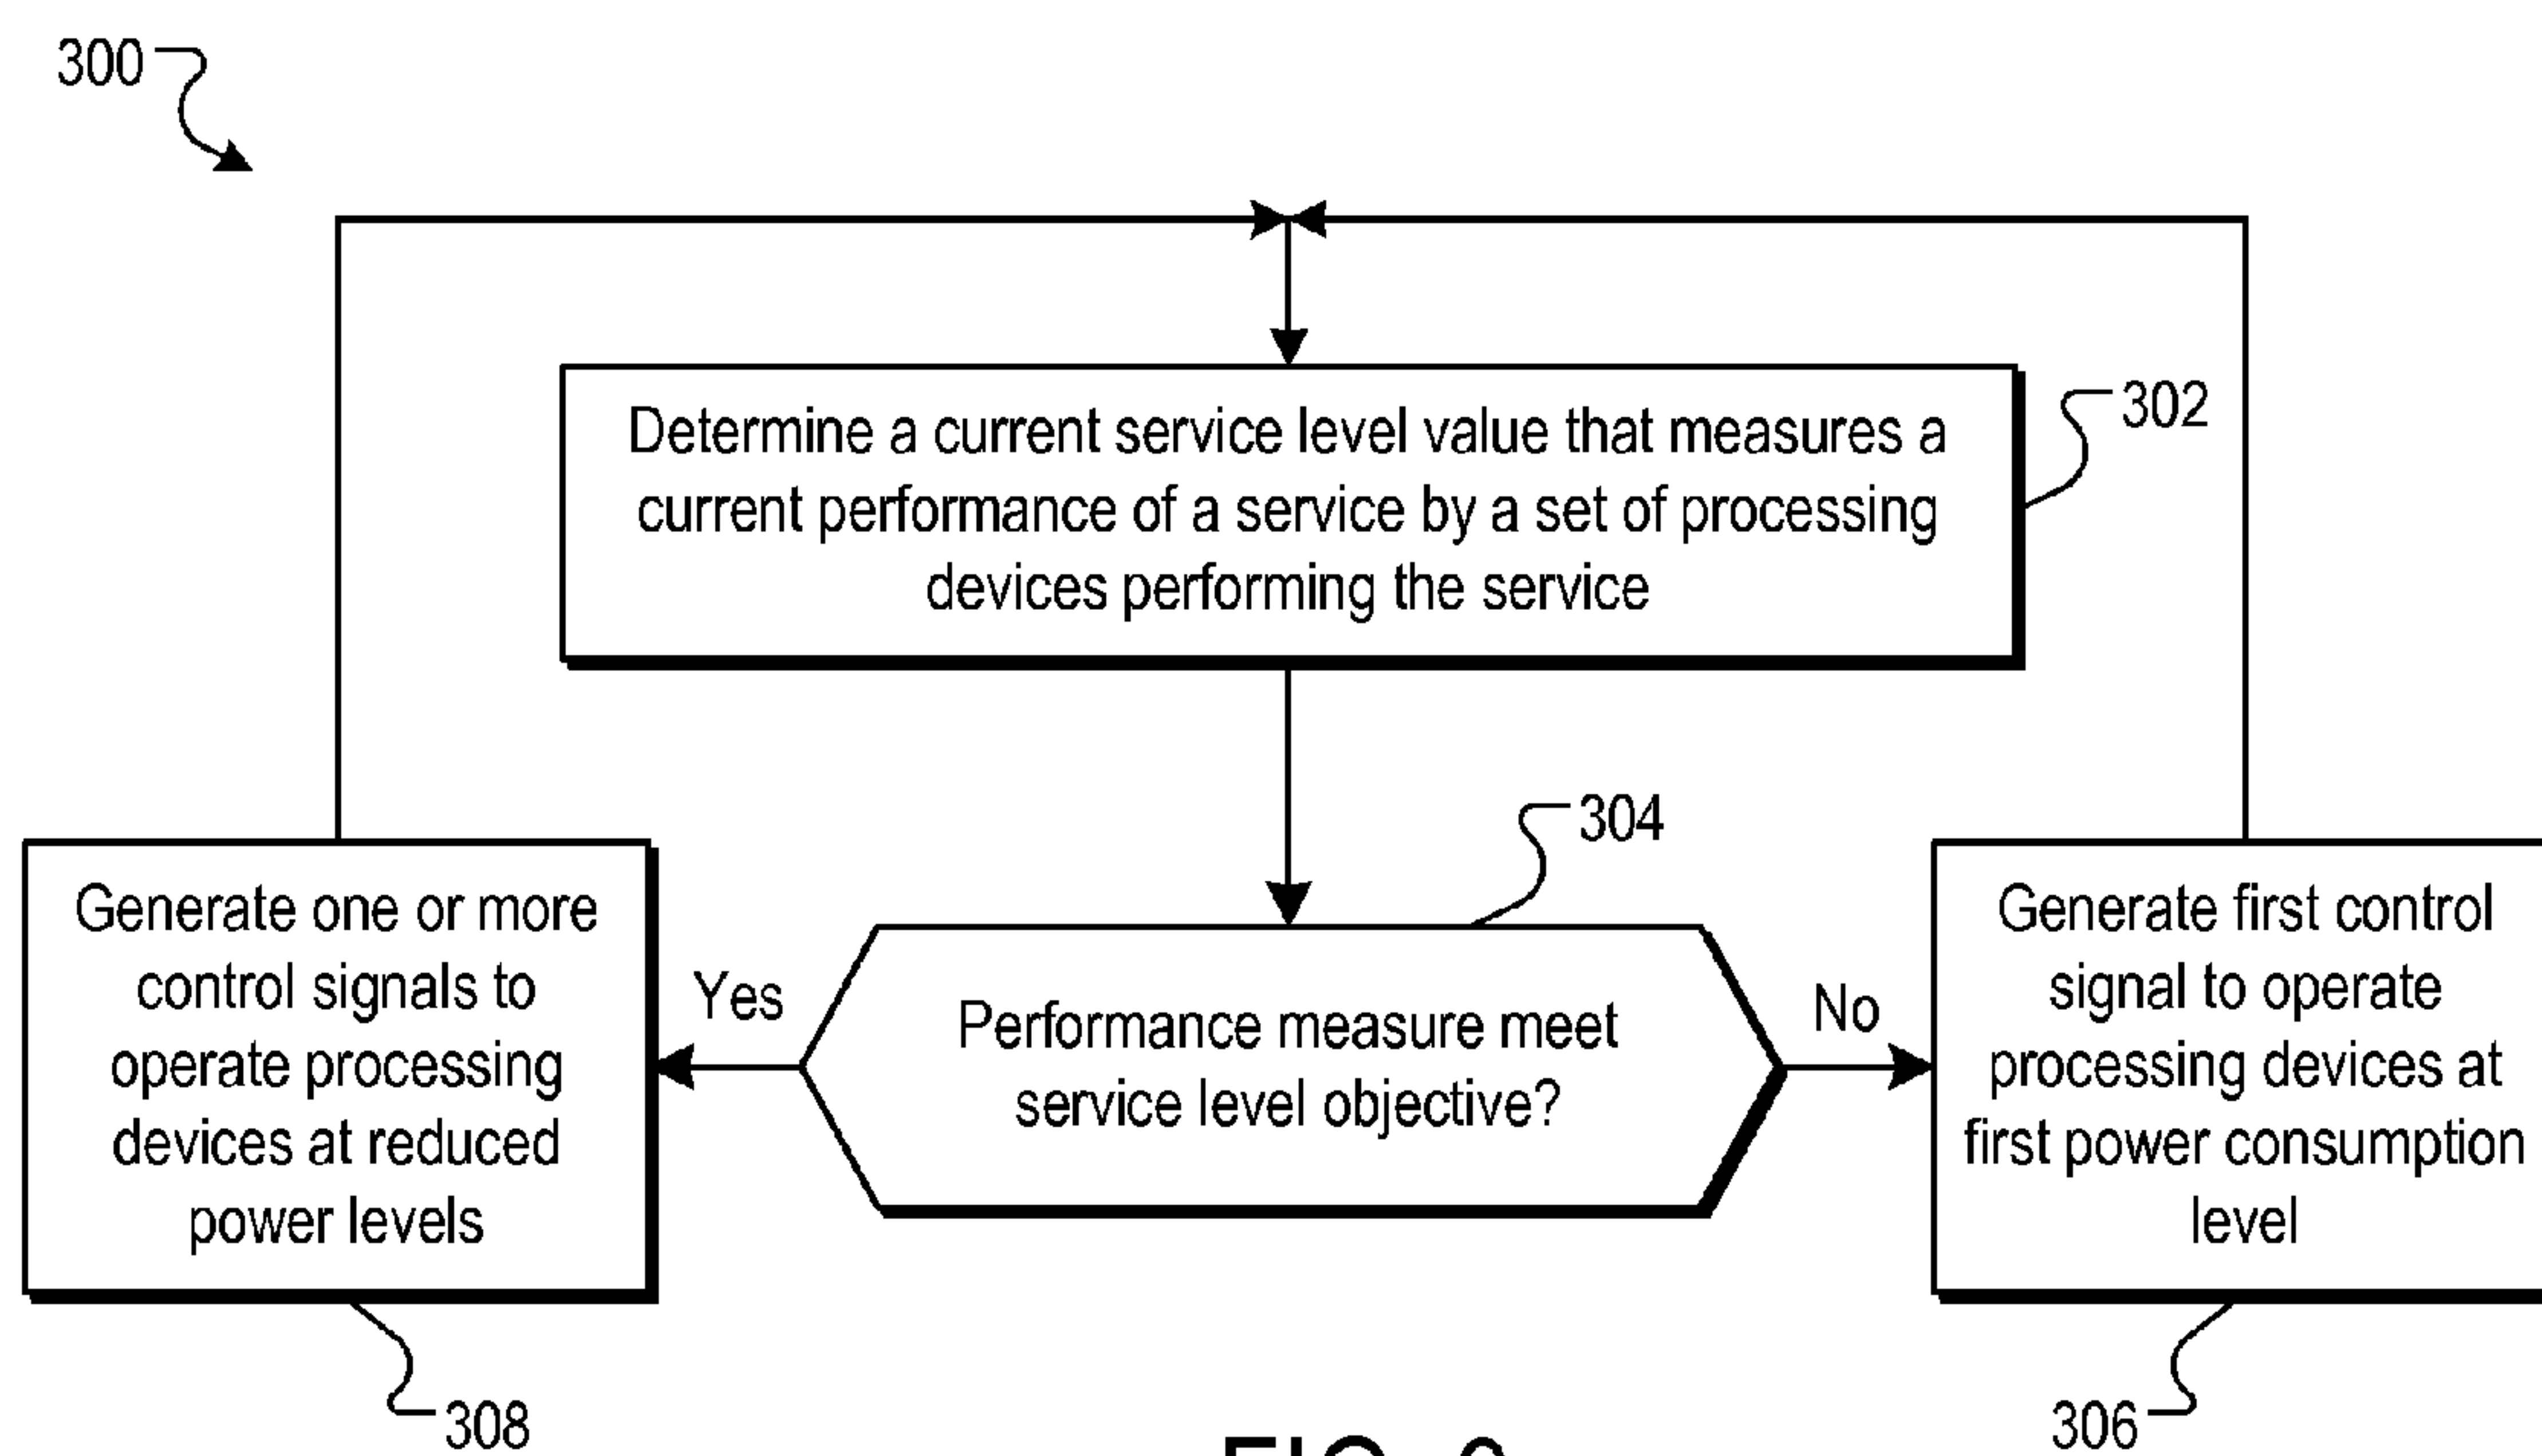 300
Determine a current service level value that measures a
current performance of a service by a set of processing
devices performing the service
302
304
Generate one or more
control signals to
operate processing
devices at reduced
power levels
Yes
Performance measure meet
service level objective?
No
Generate first control
signal to operate
processing devices at
first power consumption
level
308
306
FIG.